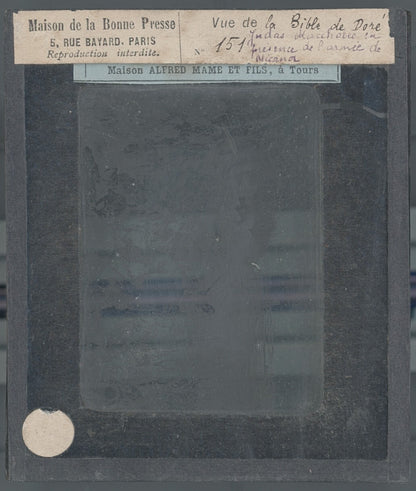 Maison de la Bonne Presse
5, RUE BAYARD, PARIS
Reproduction interdite.
Vue de la Bible de Doré
N° 151 Judas Macchabée en
présence de l'armée de
Nicanor
Maison ALFRED MAME ET FILS, à Tours